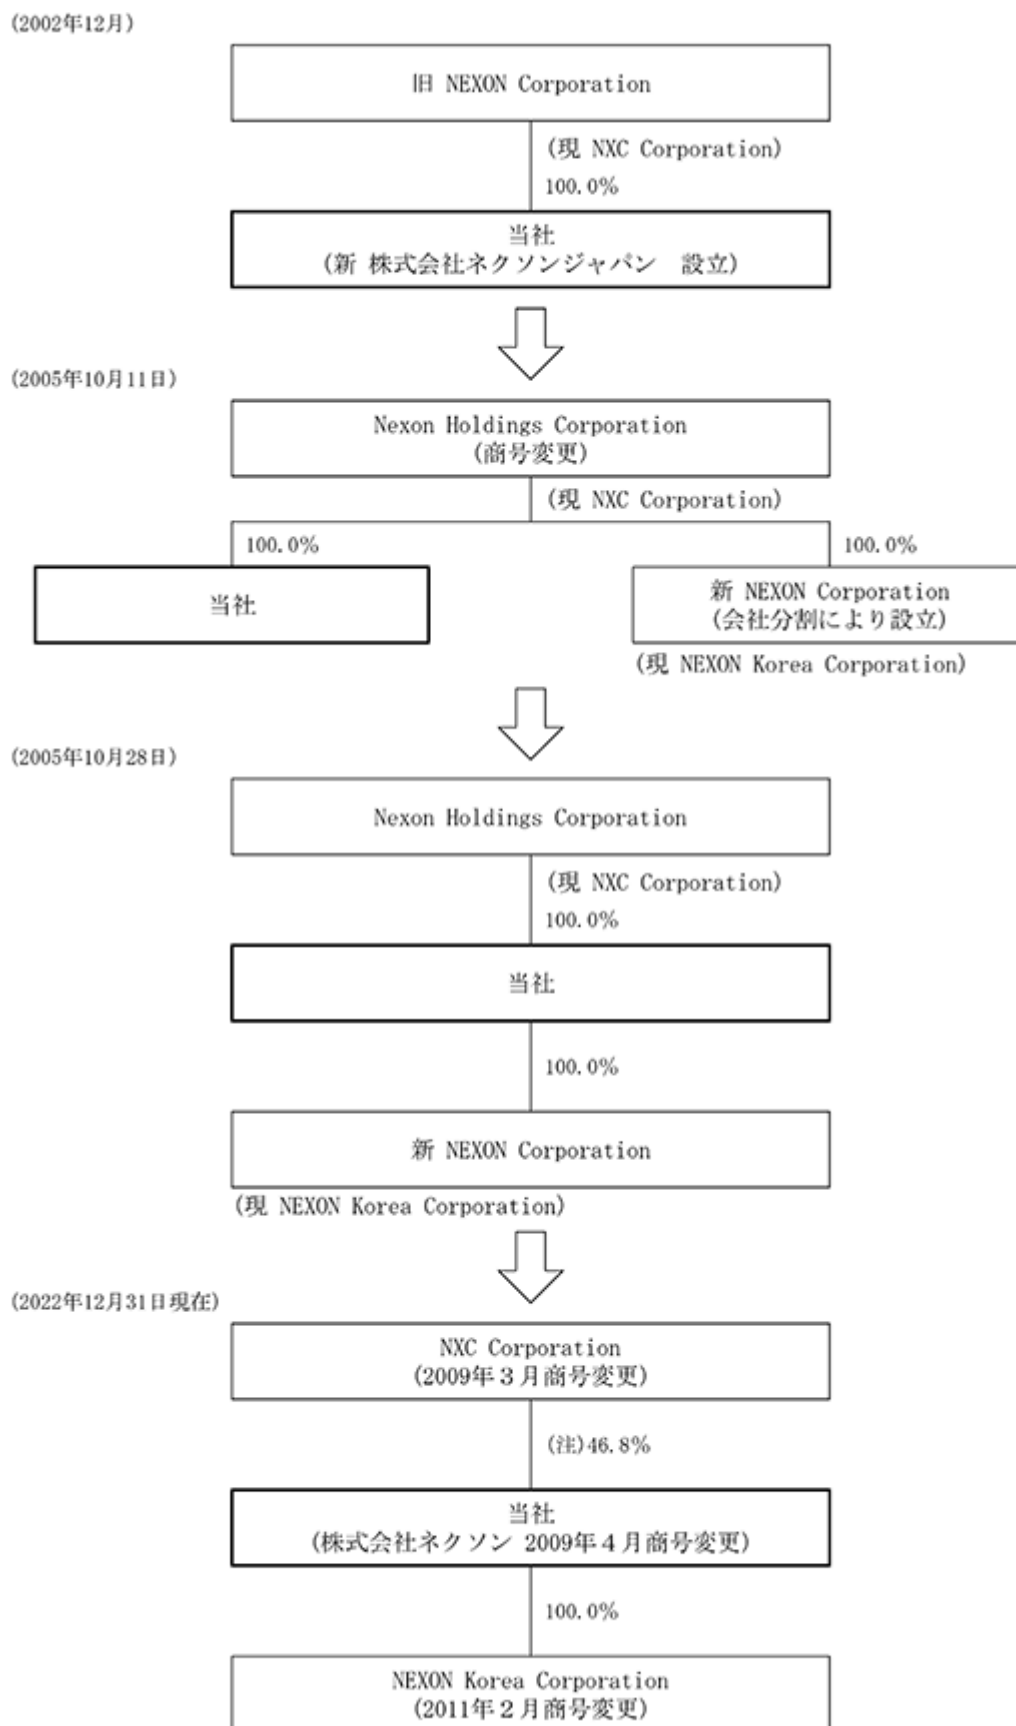 (2002年12月)
旧 NEXON Corporation
(現 NXC Corporation)
100.0%
当社
(新 株式会社ネクソンジャパン 設立)
(2005年10月11日)
Nexon Holdings Corporation
(商号変更)
(現 NXC Corporation)
100.0%
100.0%
当社
新 NEXON Corporation
(会社分割により設立)
(現 NEXON Korea Corporation)
(2005年10月28日)
Nexon Holdings Corporation
(現 NXC Corporation)
100.0%
当社
100.0%
新 NEXON Corporation
(現 NEXON Korea Corporation)
(2022年12月31日現在)
NXC Corporation
(2009年３月商号変更)
(注)46.8%
当社
(株式会社ネクソン 2009年４月商号変更)
100.0%
NEXON Korea Corporation
(2011年２月商号変更)